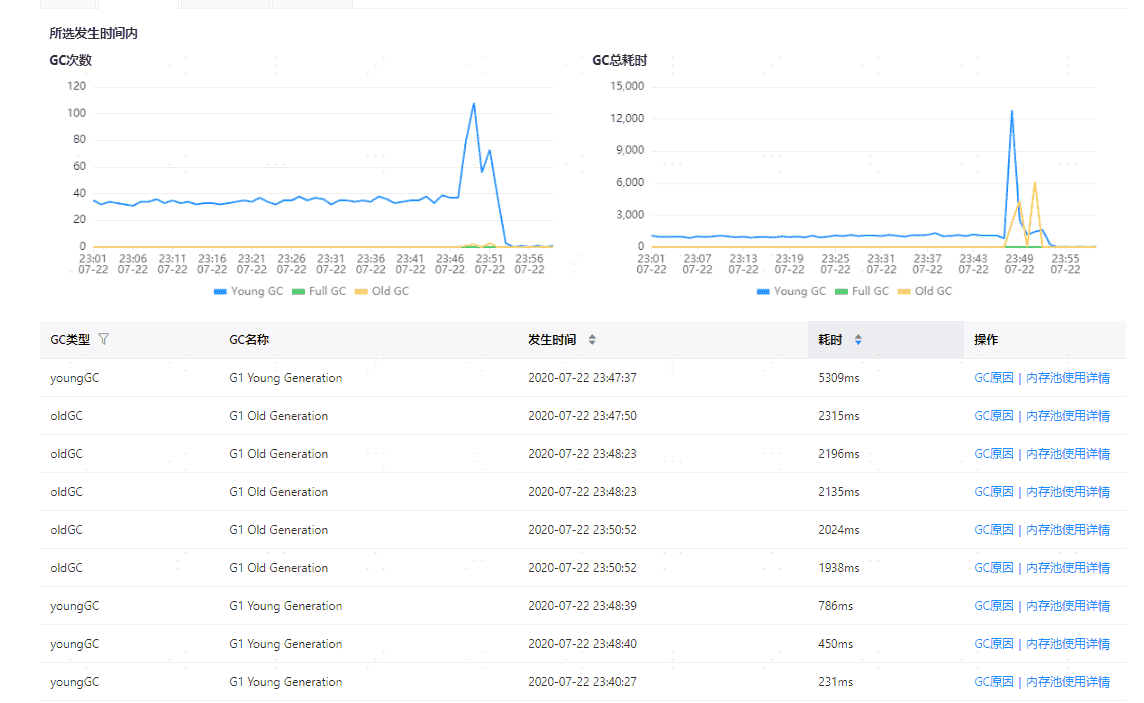 所选发生时间内
GC次数
120
100
80
60
40
20
0
23:01 23:06 23:11 23:16 23:21 23:26 23:31 23:36 23:41 23:46 23:51 23:56
07-22 07-22 07-22 07-22 07-22 07-22 07-22 07-22 07-22 07-22 07-22 07-22
Young GC Full GC Old GC
GC总耗时
15,000
12,000
9,000
6,000
3,000
0
23:01 23:07 23:13 23:19 23:25 23:31 23:37 23:43 23:49 23:55
07-22 07-22 07-22 07-22 07-22 07-22 07-22 07-22 07-22 07-22
Young GC Full GC Old GC
GC类型 GC名称 发生时间 耗时 操作
youngGC G1 Young Generation 2020-07-22 23:47:37 5309ms GC原因 | 内存池使用详情
oldGC G1 Old Generation 2020-07-22 23:47:50 2315ms GC原因 | 内存池使用详情
oldGC G1 Old Generation 2020-07-22 23:48:23 2196ms GC原因 | 内存池使用详情
oldGC G1 Old Generation 2020-07-22 23:48:23 2135ms GC原因 | 内存池使用详情
oldGC G1 Old Generation 2020-07-22 23:50:52 2024ms GC原因 | 内存池使用详情
oldGC G1 Old Generation 2020-07-22 23:50:52 1938ms GC原因 | 内存池使用详情
youngGC G1 Young Generation 2020-07-22 23:48:39 786ms GC原因 | 内存池使用详情
youngGC G1 Young Generation 2020-07-22 23:48:40 450ms GC原因 | 内存池使用详情
youngGC G1 Young Generation 2020-07-22 23:40:27 231ms GC原因 | 内存池使用详情